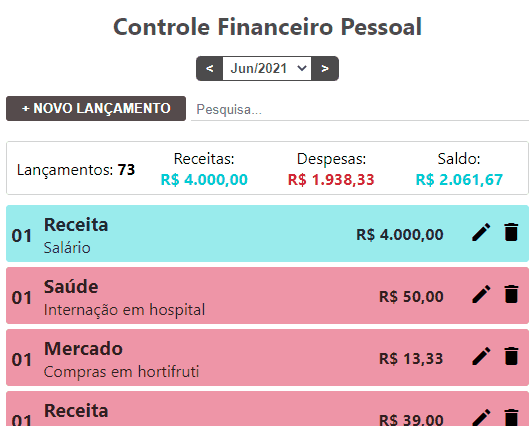 Controle Financeiro Pessoal
< Jun/2021 >
+ NOVO LANÇAMENTO Pesquisa...
Lançamentos: 73
Receitas:
R$ 4.000,00
Despesas:
R$ 1.938,33
Saldo:
R$ 2.061,67
01 Receita
Salário
R$ 4.000,00
01 Saúde
Internação em hospital
R$ 50,00
01 Mercado
Compras em hortifruti
R$ 13,33
01 Receita
R$ 39,00